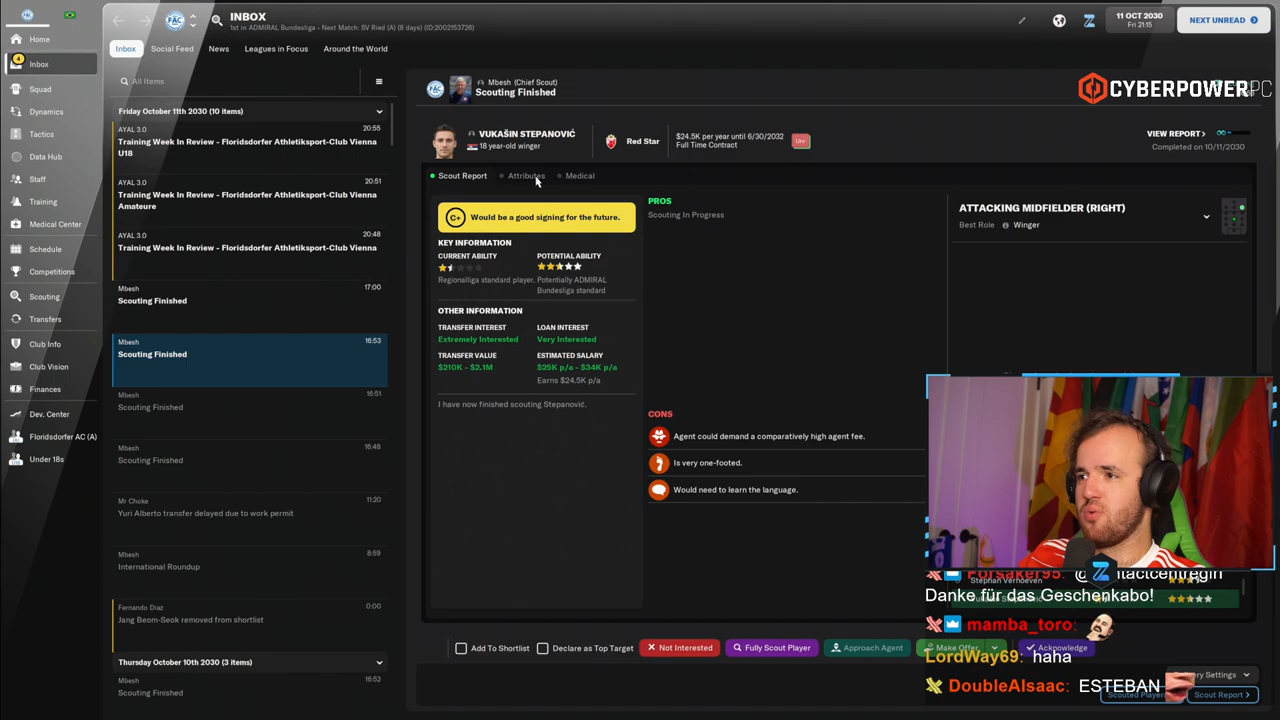 INBOX
1st in ADMIRAL Bundesliga - Next Match: SV Ried (A) (8 days) (ID:2002153726)
11 OCT 2030
Fri 21:15
NEXT UNREAD
Home
4
Inbox
Squad
Dynamics
Tactics
Data Hub
Staff
Training
Medical Center
Schedule
Competitions
Scouting
Transfers
Club Info
Club Vision
Finances
Dev. Center
Floridsdorfer AC (A)
Under 18s
Inbox
Social Feed
News
Leagues in Focus
Around the World
All Items
Friday October 11th 2030 (10 items)
AYAL 3.0
20:55
Training Week In Review - Floridsdorfer Athletiksport-Club Vienna
U18
AYAL 3.0
20:51
Training Week In Review - Floridsdorfer Athletiksport-Club Vienna
Amateure
AYAL 3.0
20:48
Training Week In Review - Floridsdorfer Athletiksport-Club Vienna
Mbesh
17:00
Scouting Finished
Mbesh
16:53
Scouting Finished
Mbesh
16:51
Scouting Finished
Mbesh
16:48
Scouting Finished
Mr Choke
11:20
Yuri Alberto transfer delayed due to work permit
Mbesh
8:59
International Roundup
Fernando Diaz
0:00
Jang Beom-Seok removed from shortlist
Thursday October 10th 2030 (3 items)
Mbesh
16:52
Scouting Finished
Mbesh (Chief Scout)
Scouting Finished
CYBERPOWERPC
VUKAŠIN STEPANOVIĆ
18 year-old winger
Red Star
$24.5K per year until 6/30/2032
Full Time Contract
Unr
VIEW REPORT
Completed on 10/11/2030
Scout Report
Attributes
Medical
C+
Would be a good signing for the future.
KEY INFORMATION
CURRENT ABILITY
POTENTIAL ABILITY
Regionalliga standard player.
Potentially ADMIRAL
Bundesliga standard
OTHER INFORMATION
TRANSFER INTEREST
LOAN INTEREST
Extremely Interested
Very Interested
TRANSFER VALUE
ESTIMATED SALARY
$210K - $2.1M
$25K p/a - $34K p/a
Earns $24.5K p/a
I have now finished scouting Stepanović.
PROS
Scouting In Progress
CONS
Agent could demand a comparatively high agent fee.
Is very one-footed.
Would need to learn the language.
ATTACKING MIDFIELDER (RIGHT)
Best Role
Winger
Stephan Verhoeven
Forsaker95:
Danke für das Geschenkabo!
mamba_toro:
LordWay69: haha
DoubleAlsaac: ESTEBAN
Add To Shortlist
Declare as Top Target
Not Interested
Fully Scout Player
Approach Agent
Make Offer
Acknowledge
Settings
Scouted Player
Scout Report